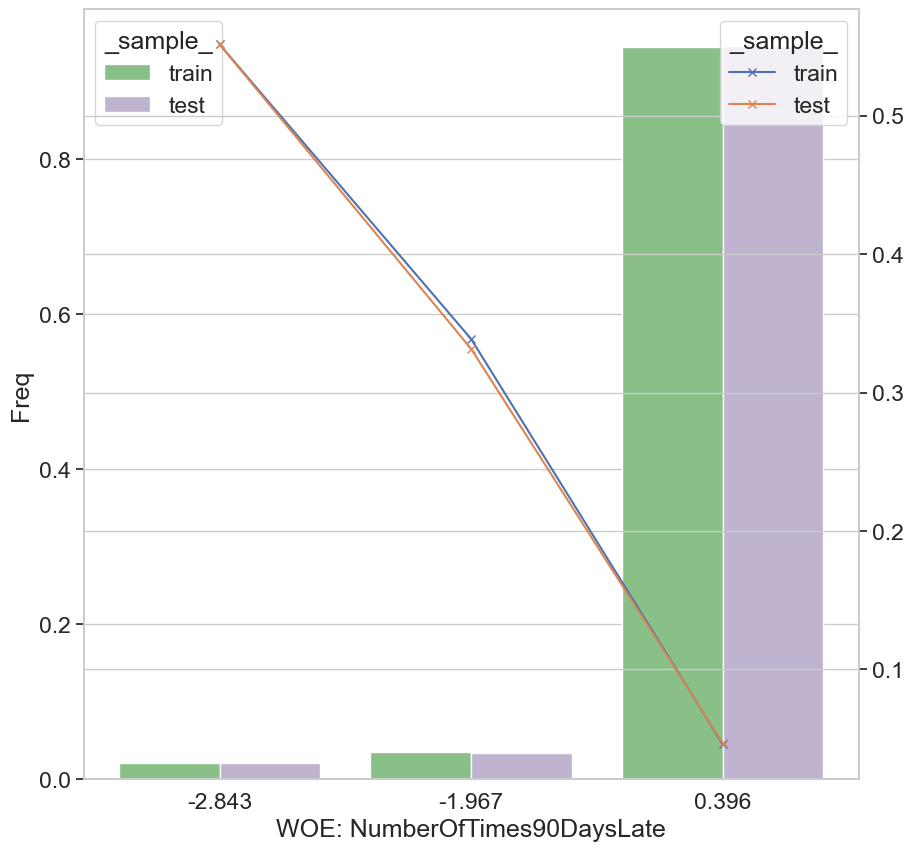 _sample_
train
test
_sample_
train
test
0.8
0.6
0.4
0.2
0.0
Freq
0.5
0.4
0.3
0.2
0.1
-2.843
-1.967
0.396
WOE: NumberOfTimes90DaysLate